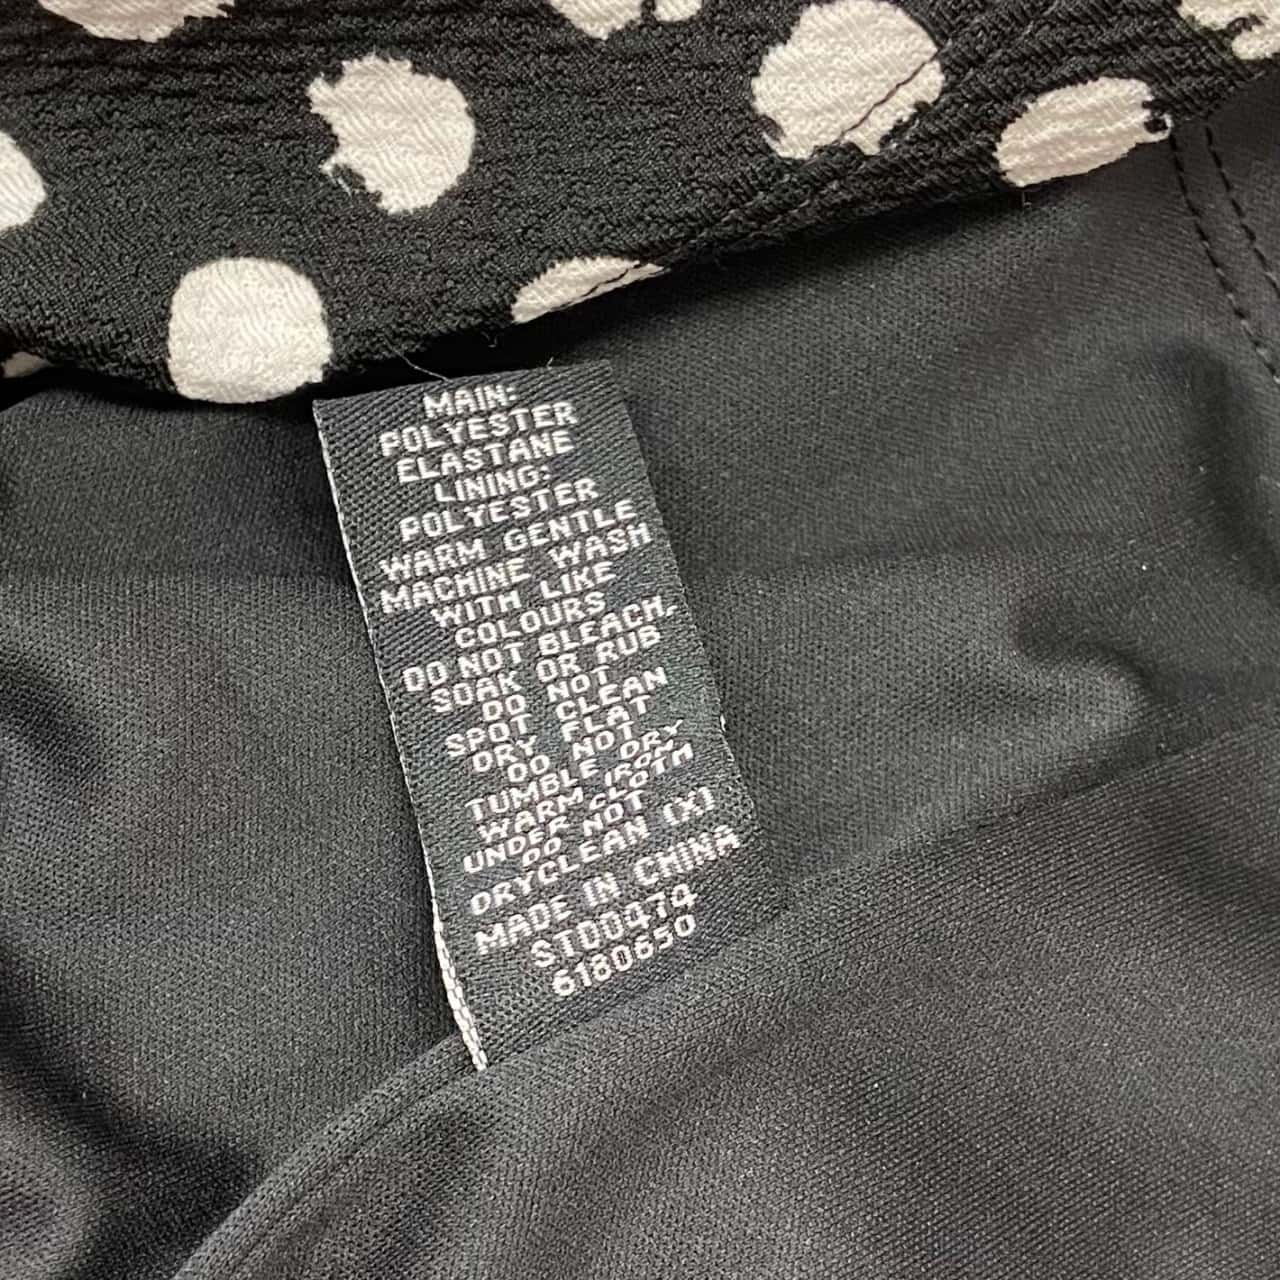 MAIN:
POLYESTER
ELASTANE
LINING:
POLYESTER
WARM GENTLE
MACHINE WASH
WITH LIKE
COLOURS
DO NOT BLEACH,
SOAK OR RUB
DO NOT
SPOT CLEAN
DRY FLAT
DO NOT
TUMBLE DRY
WARM IRON
UNDER CLOTH
DO NOT
DRYCLEAN (X)
MADE IN CHINA
ST00474
6180650